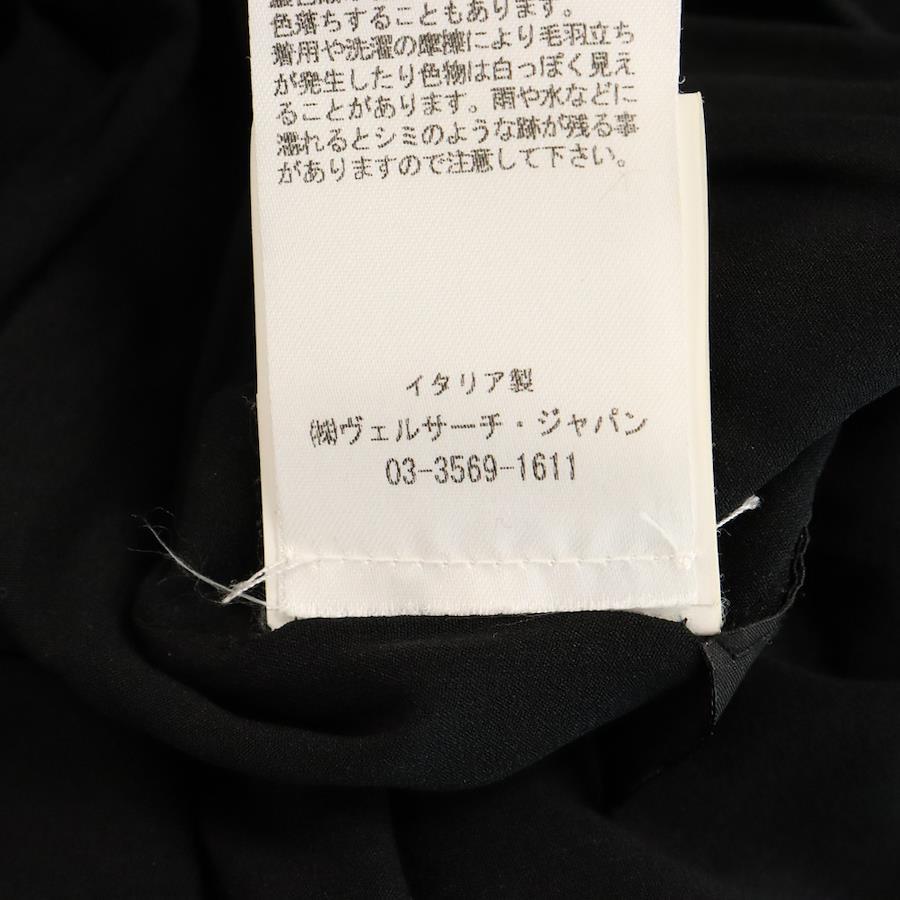 色落ちすることもあります。
着用や洗濯の摩擦により毛羽立ち
が発生したり色物は白っぽく見え
ることがあります。雨や水などに
濡れるとシミのような跡が残る事
がありますので注意して下さい。
イタリア製
㈱ヴェルサーチ・ジャパン
03-3569-1611